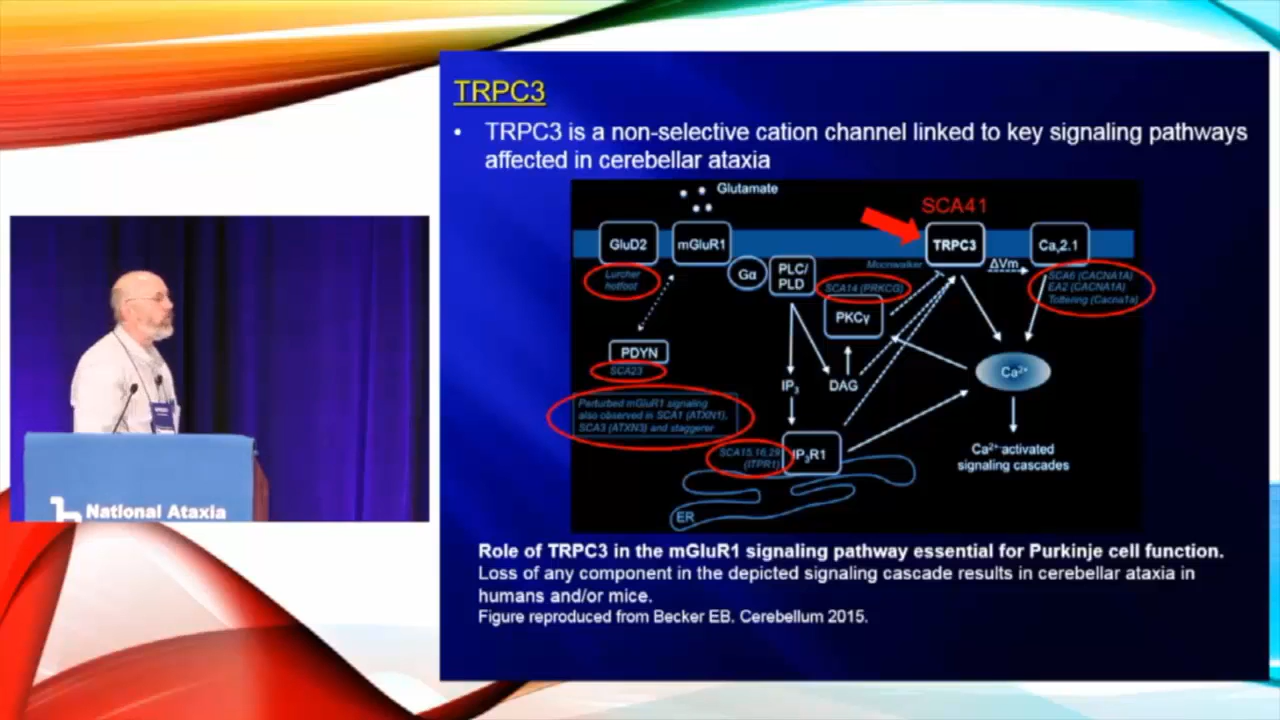 TRPC3
• TRPC3 is a non-selective cation channel linked to key signaling pathways
affected in cerebellar ataxia
Glutamate
SCA41
GluD2
mGluR1
TRPC3
Cav2.1
Gα
PLC/
PLD
Moonwalker
ΔVm
Lurcher
hotfoot
SCA14 (PRKCG)
SCA6 (CACNA1A)
EA2 (CACNA1A)
Tottering (Cacna1a)
PKCγ
PDYN
SCA23
IP3
DAG
Ca2+
Perturbed mGluR1 signaling
also observed in SCA1 (ATXN1),
SCA3 (ATXN3) and staggerer
SCA15,16,29
(ITPR1)
IP3R1
Ca2+-activated
signaling cascades
ER
Role of TRPC3 in the mGluR1 signaling pathway essential for Purkinje cell function.
Loss of any component in the depicted signaling cascade results in cerebellar ataxia in
humans and/or mice.
Figure reproduced from Becker EB. Cerebellum 2015.
National Ataxia